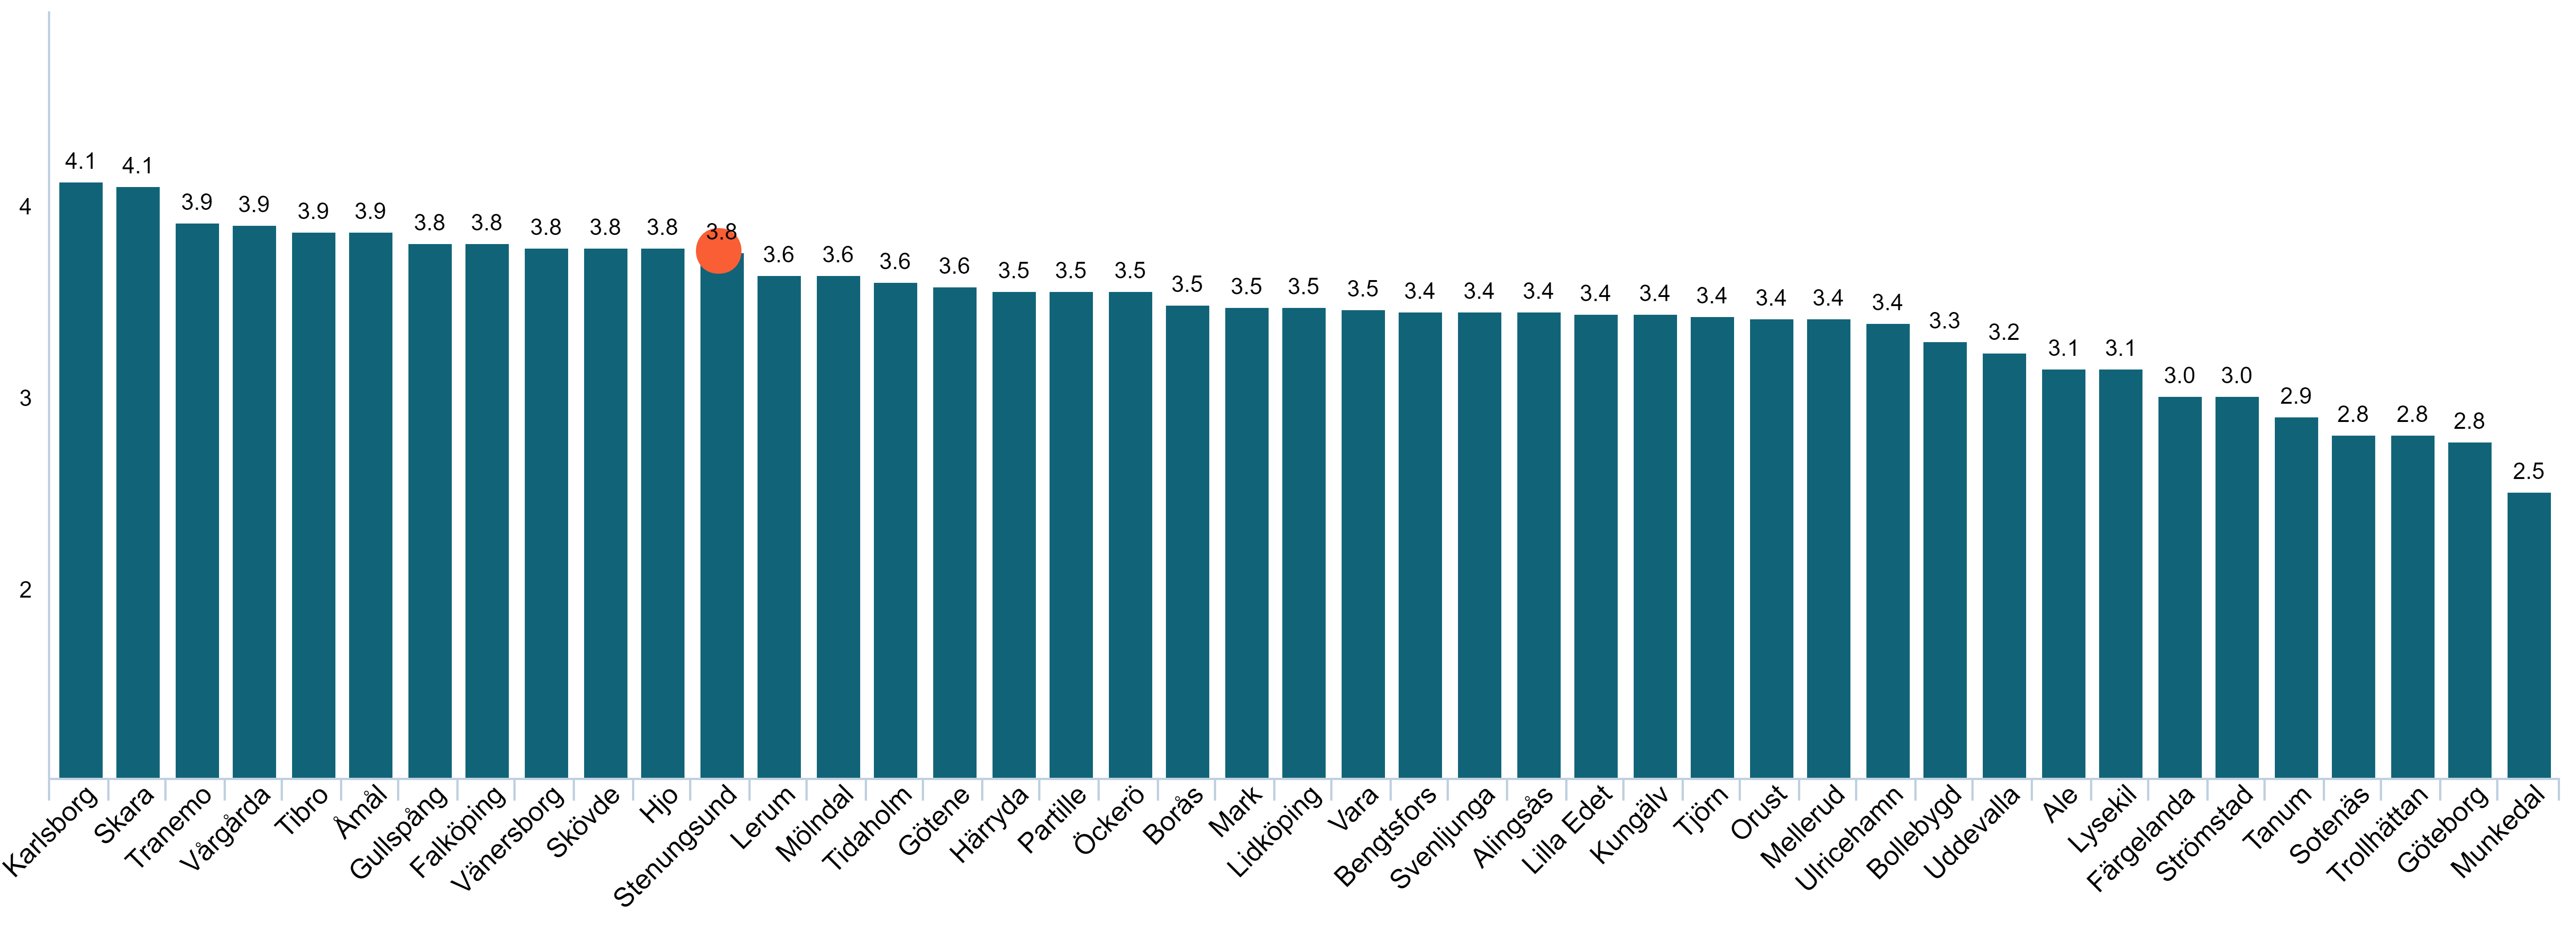 4.1 4.1 3.9 3.9 3.9 3.9 3.8 3.8 3.8 3.8 3.8 3.8 3.6 3.6 3.6 3.6 3.5 3.5 3.5 3.5 3.5 3.5 3.5 3.4 3.4 3.4 3.4 3.4 3.4 3.4 3.4 3.4 3.3 3.2 3.1 3.1 3.0 3.0 2.9 2.8 2.8 2.8 2.5
4
3
2
Karlsborg Skara Tranemo Vårgårda Tibro Åmål Gullspång Falköping Vänersborg Skövde Hjo Stenungsund Lerum Mölndal Tidaholm Götene Härryda Partille Öckerö Borås Mark Lidköping Vara Bengtsfors Svenljunga Alingsås Lilla Edet Kungälv Tjörn Orust Mellerud Ulricehamn Bollebygd Uddevalla Ale Lysekil Färgelanda Strömstad Tanum Sotenäs Trollhättan Göteborg Munkedal